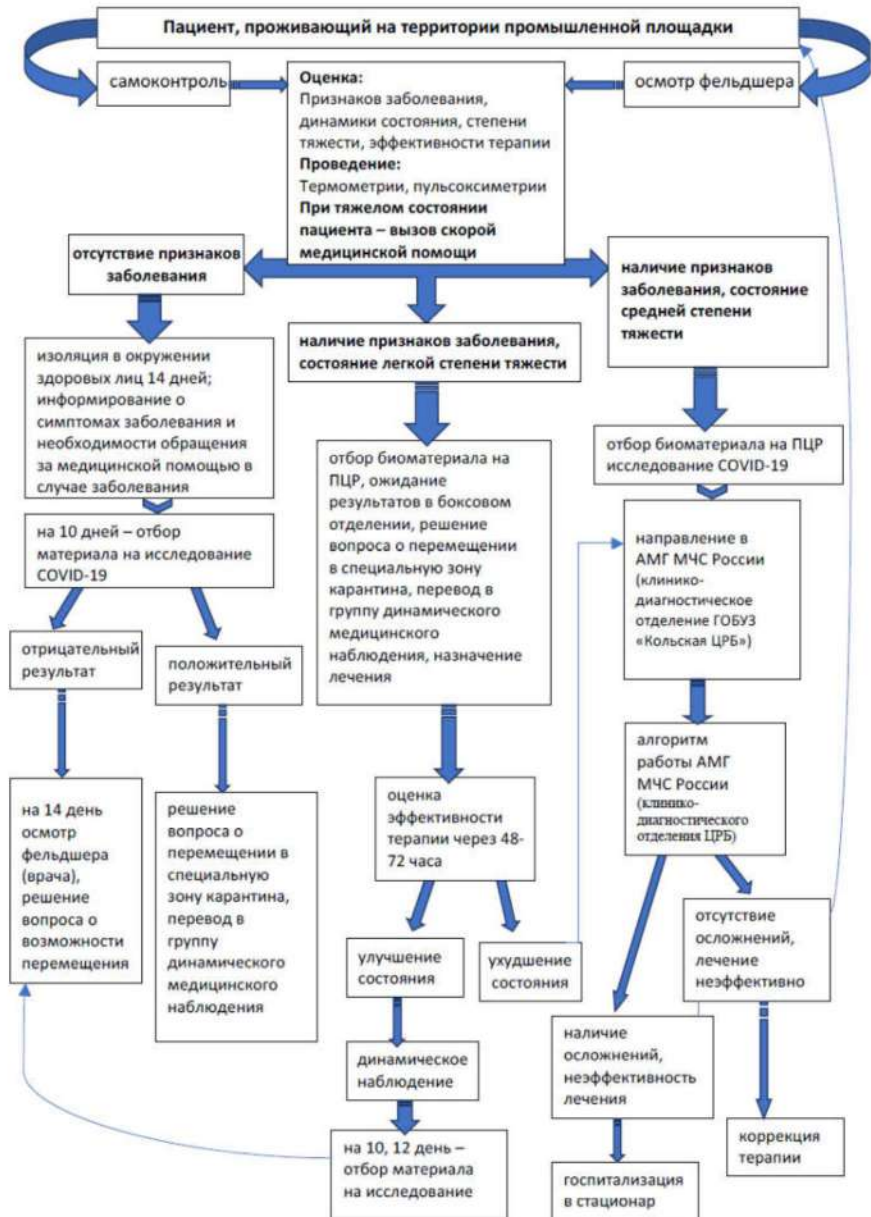 Пациент, проживающий на территории промышленной площадки
самоконтроль
Оценка:
Признаков заболевания,
динамики состояния, степени
тяжести, эффективности терапии
Проведение:
Термометрии, пульсоксиметрии
При тяжелом состоянии
пациента – вызов скорой
медицинской помощи
осмотр фельдшера
отсутствие признаков
заболевания
наличие признаков заболевания,
состояние легкой степени тяжести
наличие признаков
заболевания, состояние
средней степени
тяжести
изоляция в окружении
здоровых лиц 14 дней;
информирование о
симптомах заболевания и
необходимости обращения
за медицинской помощью в
случае заболевания
на 10 дней – отбор
материала на исследование
COVID-19
отрицательный
результат
положительный
результат
на 14 день
осмотр
фельдшера
(врача),
решение
вопроса о
возможности
перемещения
решение
вопроса о
перемещении в
специальную
зону карантина,
перевод в
группу
динамического
медицинского
наблюдения
отбор биоматериала на
ПЦР, ожидание
результатов в боксовом
отделении, решение
вопроса о перемещении
в специальную зону
карантина, перевод в
группу динамического
медицинского
наблюдения, назначение
лечения
оценка
эффективности
терапии через 48-
72 часа
улучшение
состояния
ухудшение
состояния
динамическое
наблюдение
на 10, 12 день –
отбор материала
на исследование
отбор биоматериала на ПЦР
исследование COVID-19
направление в
АМГ МЧС России
(клинико-
диагностическое
отделение ГОБУЗ
«Кольская ЦРБ»)
алгоритм
работы АМГ
МЧС России
(клинико-
диагностического
отделения ЦРБ)
отсутствие
осложнений,
лечение
неэффективно
наличие
осложнений,
неэффективность
лечения
коррекция
терапии
госпитализация
в стационар